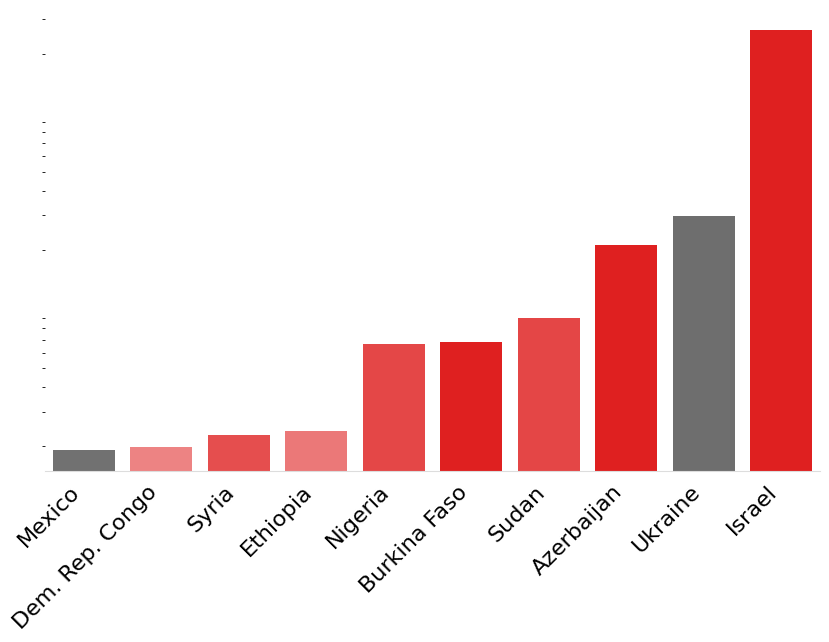 Mexico
Dem. Rep. Congo
Syria
Ethiopia
Nigeria
Burkina Faso
Sudan
Azerbaijan
Ukraine
Israel